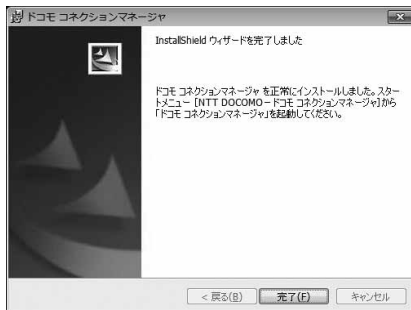 ドコモ コネクションマネージャ
InstallShield ウィザードを完了しました
ドコモ コネクションマネージャ を正常にインストールしました。スター
トメニュー [NTT DOCOMO－ドコモ コネクションマネージャ]から
「ドコモ コネクションマネージャ」を起動してください。
< 戻る(B) 完了(F) キャンセル